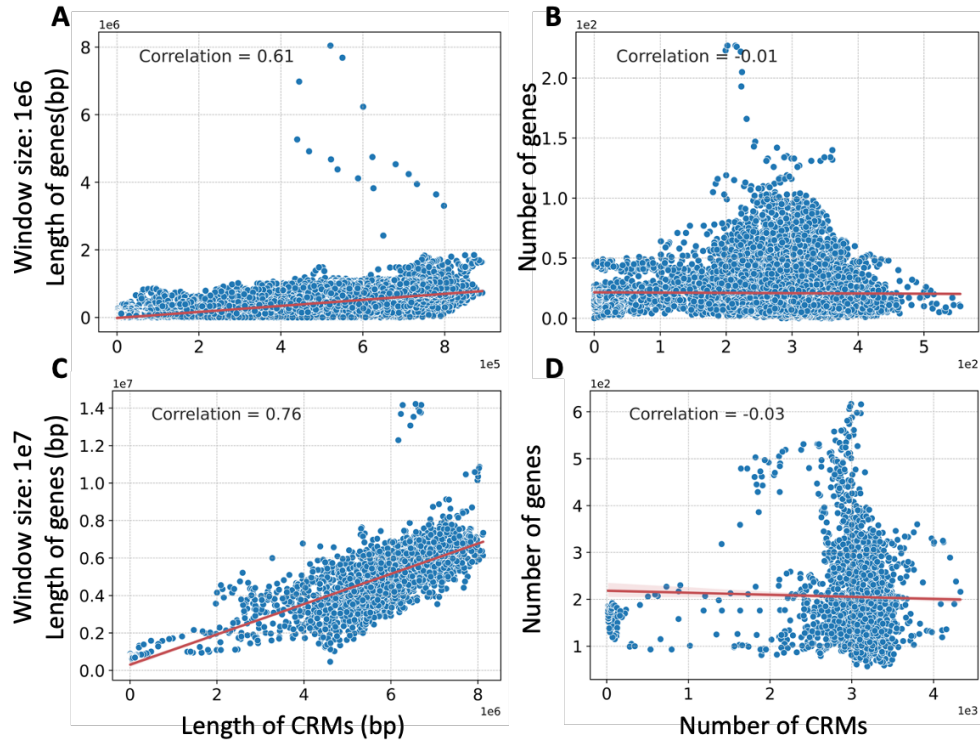 A
1e6
Correlation = 0.61
8
6
4
2
0
0
2
4
6
8
1e5
Window size: 1e6
Length of genes(bp)
B
1e2
Correlation = -0.01
2.0
1.5
1.0
0.5
0.0
0
1
2
3
4
5
1e2
Number of genes
C
1e7
Correlation = 0.76
1.4
1.2
1.0
0.8
0.6
0.4
0.2
0.0
0
2
4
6
8
1e6
Window size: 1e7
Length of genes (bp)
Length of CRMs (bp)
D
1e2
Correlation = -0.03
6
5
4
3
2
1
0
1
2
3
4
1e3
Number of genes
Number of CRMs